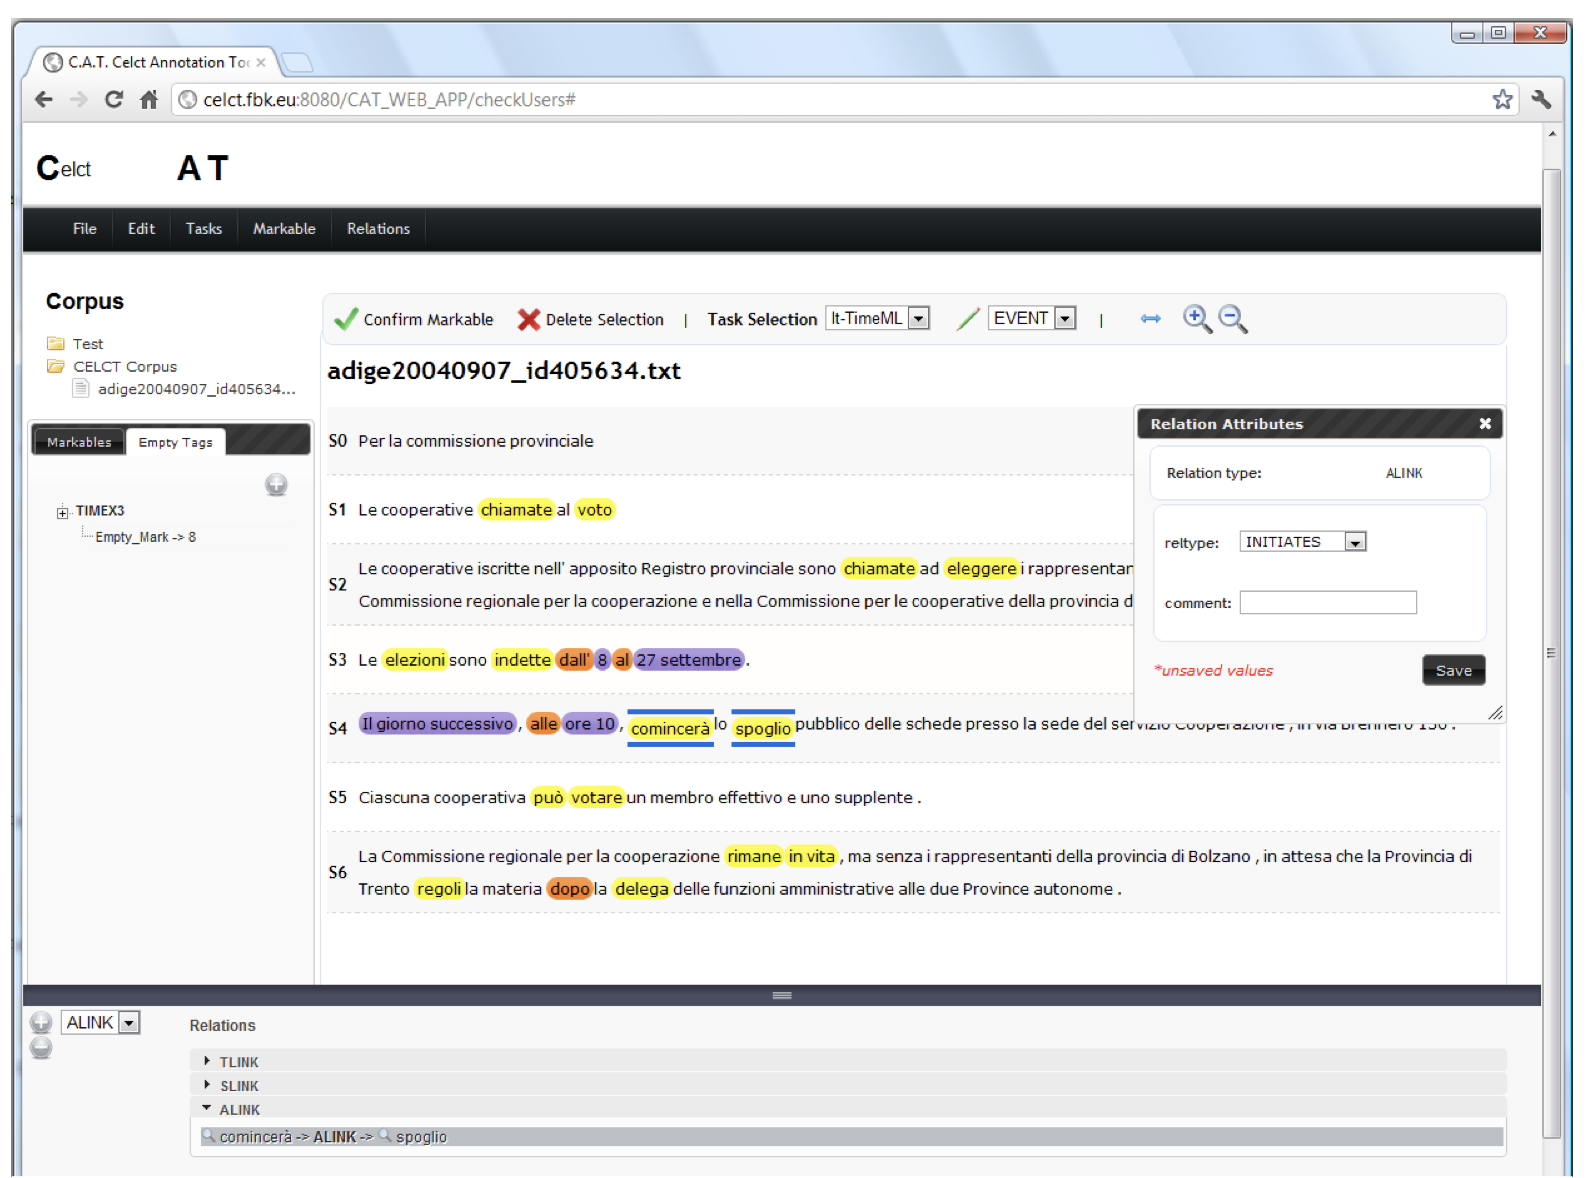 C.A.T. Celct Annotation Too
celct.fbk.eu:8080/CAT_WEB_APP/checkUsers#
Celct AT
File Edit Tasks Markable Relations
Corpus
Test
CELCT Corpus
adige20040907_id405634...
Markables Empty Tags
TIMEX3
Empty_Mark -> 8
Confirm Markable Delete Selection | Task Selection It-TimeML EVENT |
adige20040907_id405634.txt
S0 Per la commissione provinciale
S1 Le cooperative chiamate al voto
S2 Le cooperative iscritte nell' apposito Registro provinciale sono chiamate ad eleggere i rappresentan
Commissione regionale per la cooperazione e nella Commissione per le cooperative della provincia d
S3 Le elezioni sono indette dall' 8 al 27 settembre .
S4 Il giorno successivo , alle ore 10 , comincerà lo spoglio pubblico delle schede presso la sede del servizio Cooperazione , in via Brennero 136 .
S5 Ciascuna cooperativa può votare un membro effettivo e uno supplente .
S6 La Commissione regionale per la cooperazione rimane in vita , ma senza i rappresentanti della provincia di Bolzano , in attesa che la Provincia di
Trento regoli la materia dopo la delega delle funzioni amministrative alle due Province autonome .
Relation Attributes
Relation type: ALINK
reltype: INITIATES
comment:
*unsaved values Save
ALINK
Relations
TLINK
SLINK
ALINK
comincerà -> ALINK -> spoglio